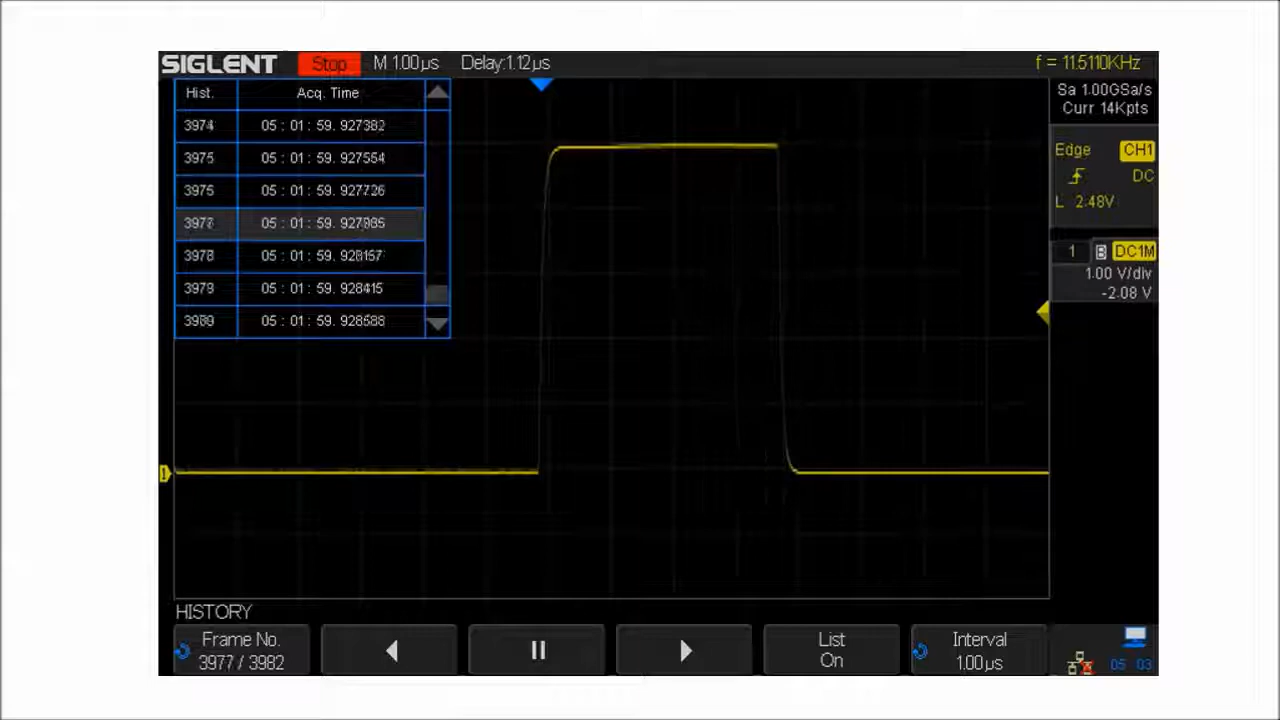 SIGLENT Stop M 1.00µs Delay:1.12µs f = 11.5110KHz
Sa 1.00GSa/s
Curr 14Kpts
Hist. Acq. Time
3974 05 : 01 : 59. 927382
3975 05 : 01 : 59. 927554
3976 05 : 01 : 59. 927726
3977 05 : 01 : 59.
3978 05 : 01 : 59. 928157
3979 05 : 01 : 59. 928415
3980 05 : 01 : 59. 928588
Edge CH1
DC
L 2.48V
1 B DC1M
1.00 V/div
-2.08 V
1
HISTORY
Frame No.
3977 / 3982
List
On
Interval
1.00µs
05 03